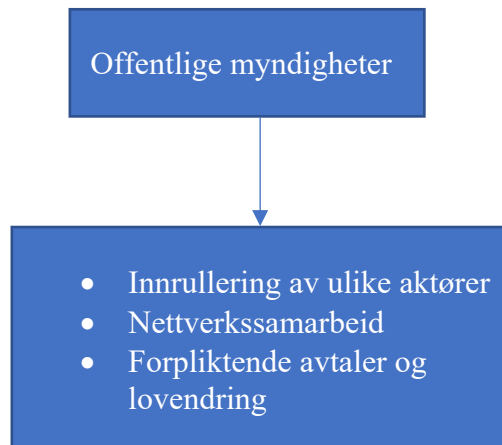 Offentlige myndigheter
• Innrullering av ulike aktører
• Nettverkssamarbeid
• Forpliktende avtaler og
lovendring